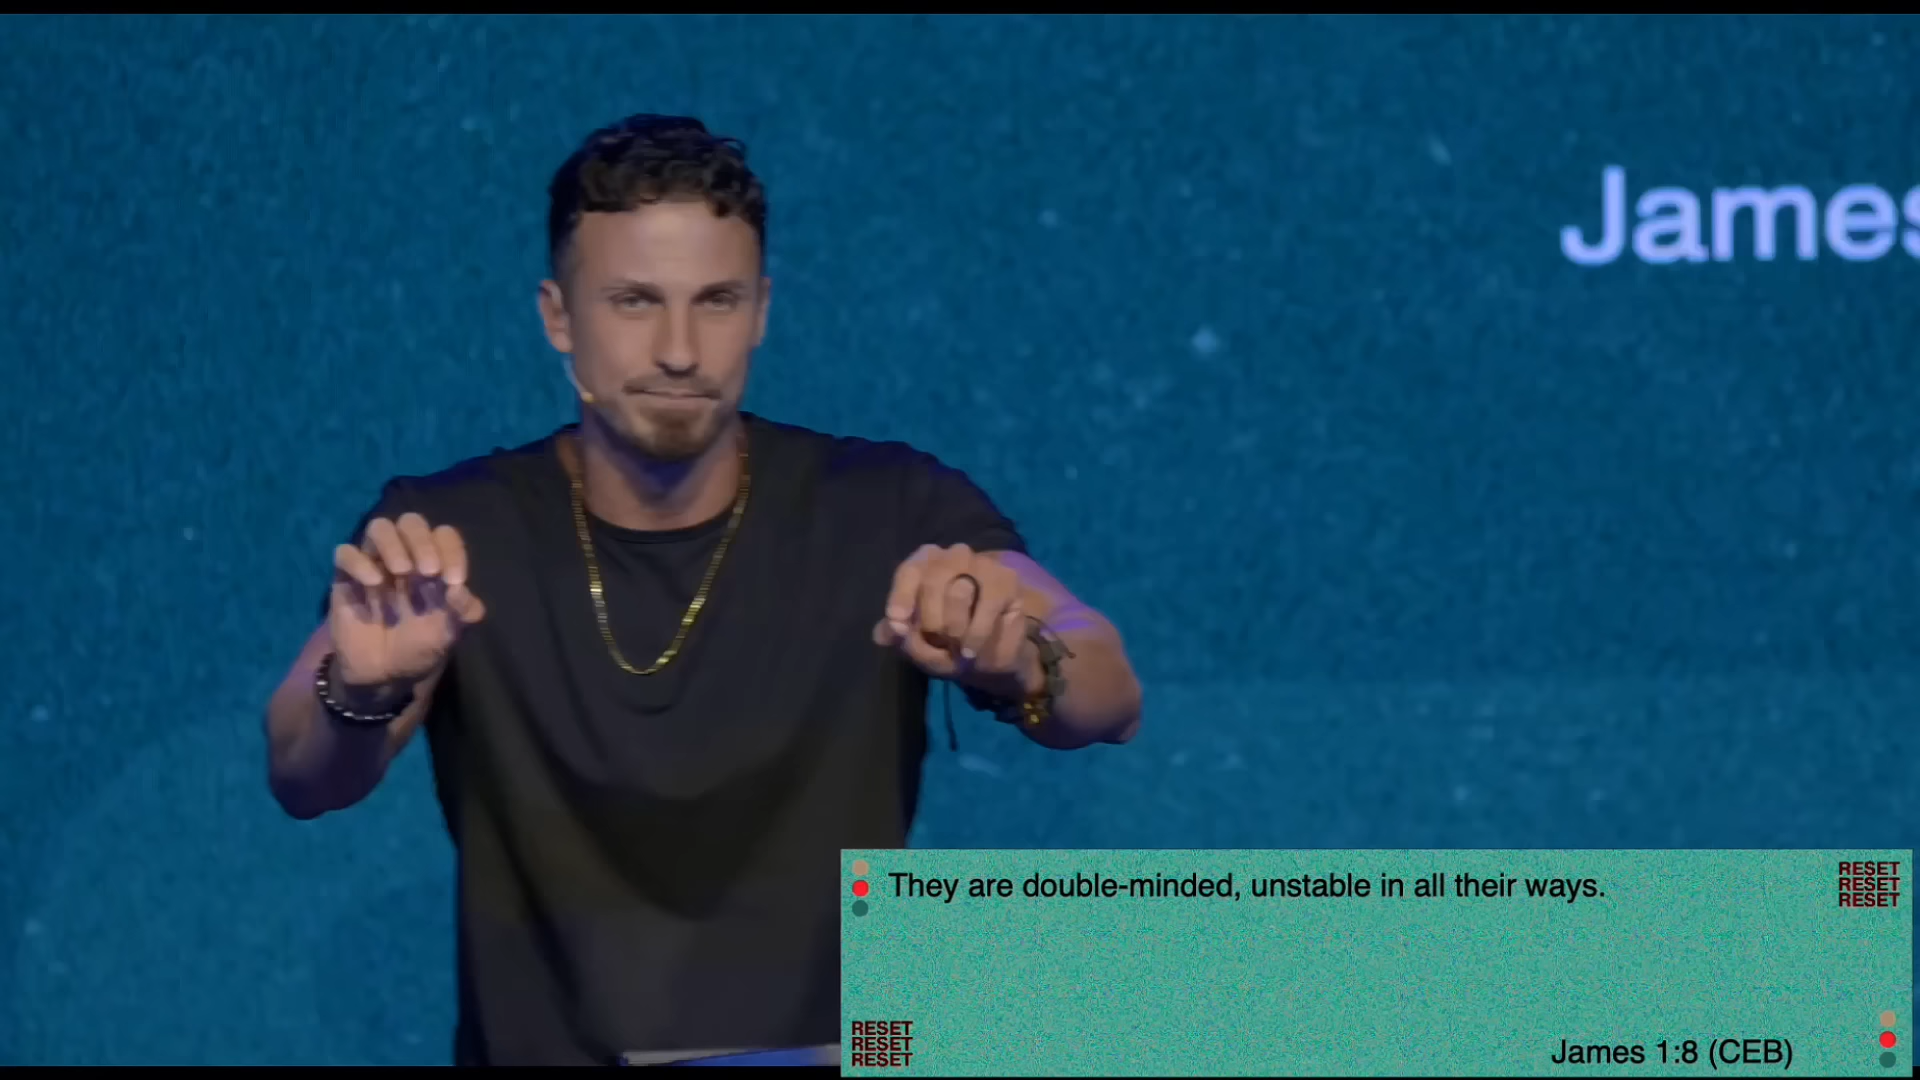 James
They are double-minded, unstable in all their ways.
RESET
RESET
RESET
RESET
RESET
RESET
James 1:8 (CEB)